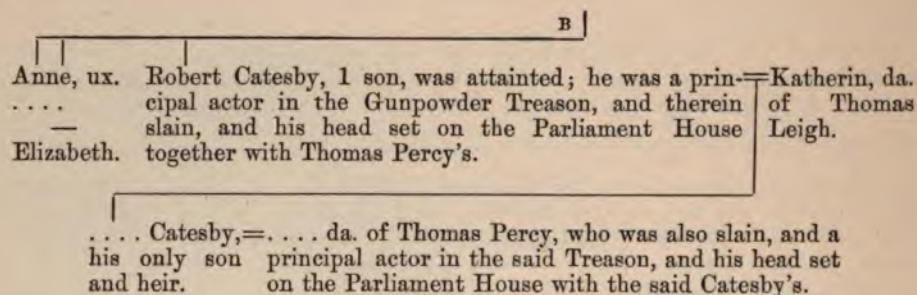 B
Anne, ux.
. . . .
—
Elizabeth.
Robert Catesby, 1 son, was attainted; he was a prin-
cipal actor in the Gunpowder Treason, and therein
slain, and his head set on the Parliament House
together with Thomas Percy's.
=Katherin, da.
of Thomas
Leigh.
. . . . Catesby,=
his only son
and heir.
. . . . da. of Thomas Percy, who was also slain, and a
principal actor in the said Treason, and his head set
on the Parliament House with the said Catesby's.